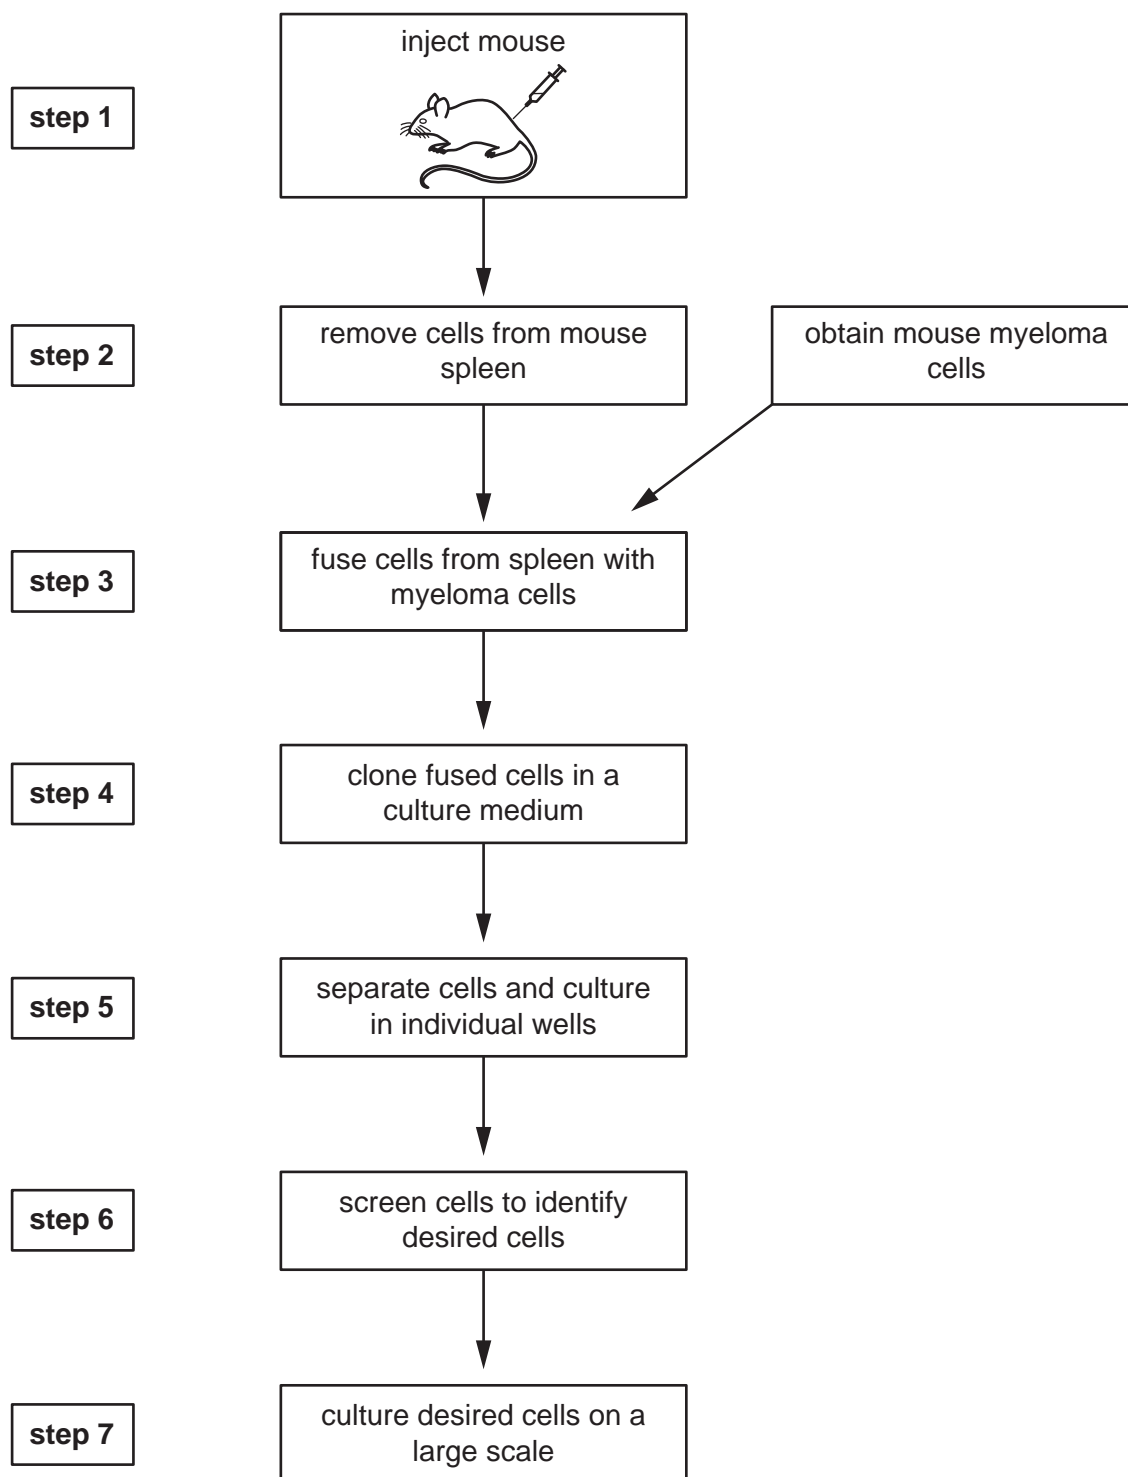 inject mouse
step 1
step 2
remove cells from mouse
spleen
obtain mouse myeloma
cells
step 3
fuse cells from spleen with
myeloma cells
step 4
clone fused cells in a
culture medium
step 5
separate cells and culture
in individual wells
step 6
screen cells to identify
desired cells
step 7
culture desired cells on a
large scale